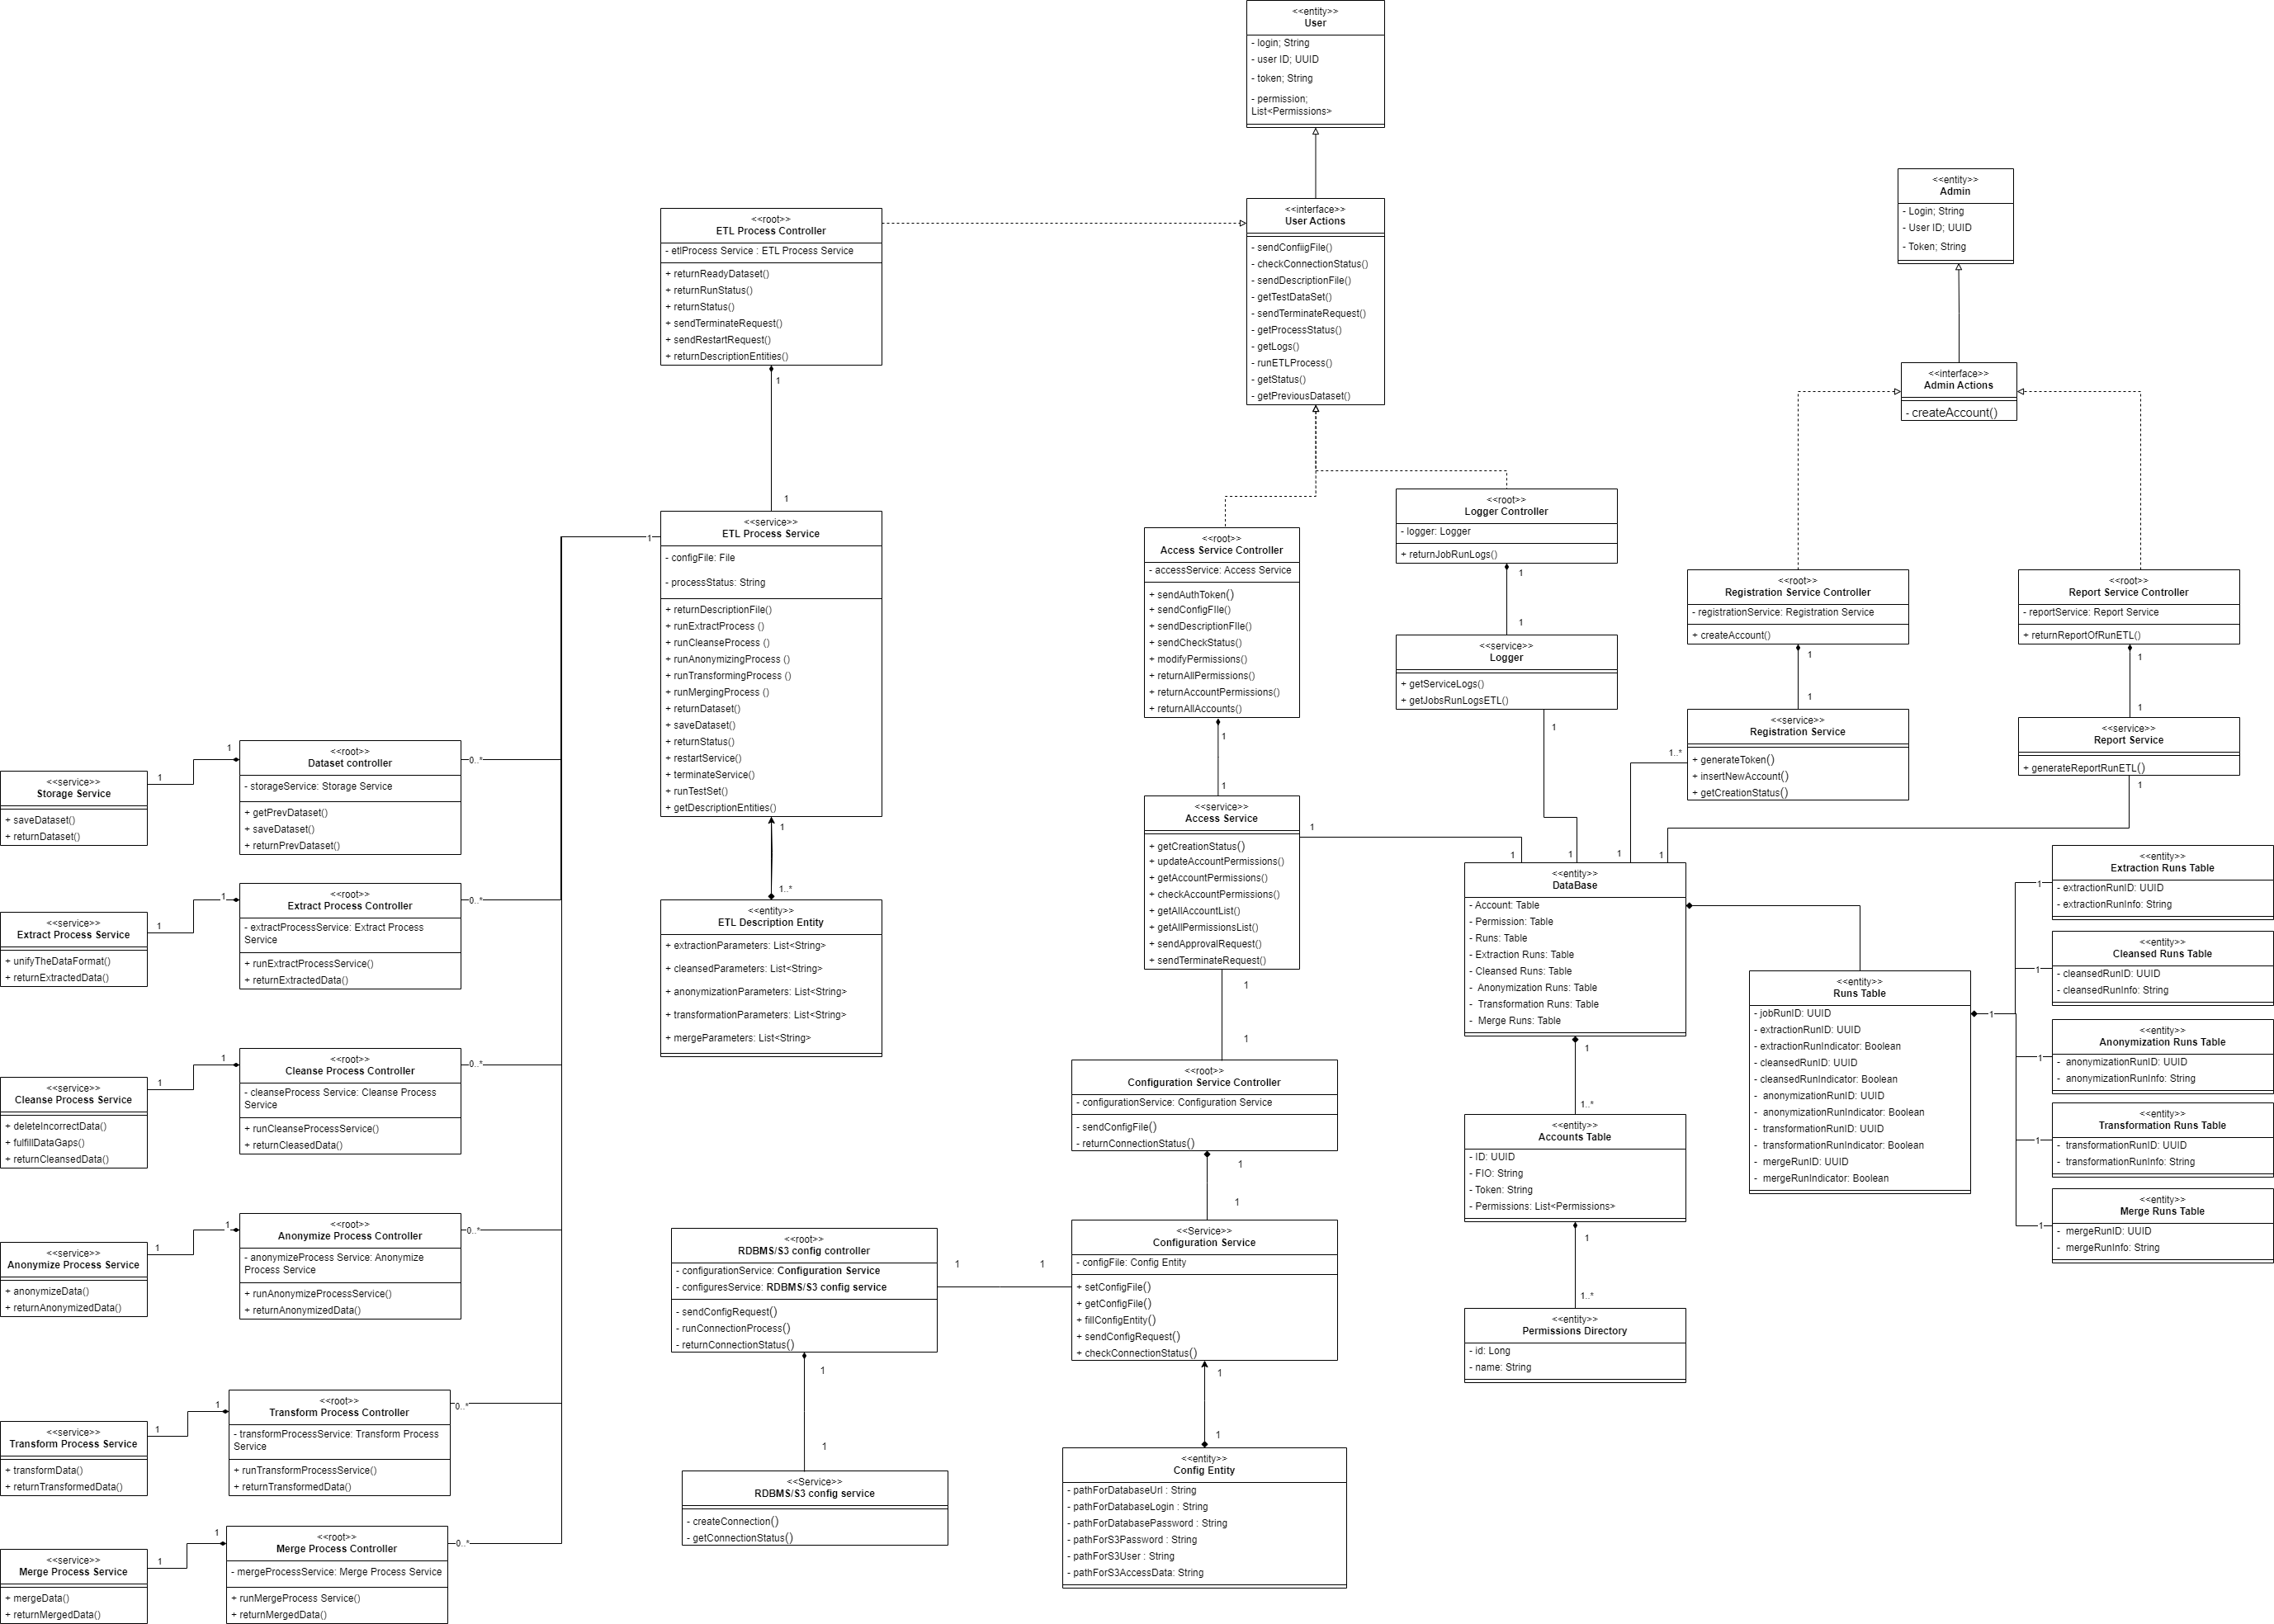 <<entity>>
User
- login; String
- user ID; UUID
- token; String
- permission;
List<Permissions>
<<interface>>
User Actions
- sendConfiigFile()
- checkConnectionStatus()
- sendDescriptionFile()
- getTestDataSet()
- sendTerminateRequest()
- getProcessStatus()
- getLogs()
- runETLProcess()
- getStatus()
- getPreviousDataset()
<<entity>>
Admin
- Login; String
- User ID; UUID
- Token; String
<<interface>>
Admin Actions
- createAccount()
<<root>>
ETL Process Controller
- etlProcess Service : ETL Process Service
+ returnReadyDataset()
+ returnRunStatus()
+ returnStatus()
+ sendTerminateRequest()
+ sendRestartRequest()
+ returnDescriptionEntities()
1
1
<<service>>
ETL Process Service
- configFile: File
- processStatus: String
+ returnDescriptionFile()
+ runExtractProcess ()
+ runCleanseProcess ()
+ runAnonymizingProcess ()
+ runTransformingProcess ()
+ runMergingProcess ()
+ returnDataset()
+ saveDataset()
+ returnStatus()
+ restartService()
+ terminateService()
+ runTestSet()
+ getDescriptionEntities()
1
1
1..*
<<entity>>
ETL Description Entity
+ extractionParameters: List<String>
+ cleansedParameters: List<String>
+ anonymizationParameters: List<String>
+ transformationParameters: List<String>
+ mergeParameters: List<String>
<<root>>
Dataset controller
- storageService: Storage Service
+ getPrevDataset()
+ saveDataset()
+ returnPrevDataset()
0..*
1
1
<<service>>
Storage Service
+ saveDataset()
+ returnDataset()
<<root>>
Extract Process Controller
- extractProcessService: Extract Process
Service
+ runExtractProcessService()
+ returnExtractedData()
0..*
1
1
<<service>>
Extract Process Service
+ unifyTheDataFormat()
+ returnExtractedData()
<<root>>
Cleanse Process Controller
- cleanseProcess Service: Cleanse Process
Service
+ runCleanseProcessService()
+ returnCleasedData()
0..*
1
1
<<service>>
Cleanse Process Service
+ deleteIncorrectData()
+ fulfillDataGaps()
+ returnCleansedData()
<<root>>
Anonymize Process Controller
- anonymizeProcess Service: Anonymize
Process Service
+ runAnonymizeProcessService()
+ returnAnonymizedData()
0..*
1
1
<<service>>
Anonymize Process Service
+ anonymizeData()
+ returnAnonymizedData()
<<root>>
Transform Process Controller
- transformProcessService: Transform Process
Service
+ runTransformProcessService()
+ returnTransformedData()
0..*
1
1
<<service>>
Transform Process Service
+ transformData()
+ returnTransformedData()
<<root>>
Merge Process Controller
- mergeProcessService: Merge Process Service
+ runMergeProcess Service()
+ returnMergedData()
0..*
1
1
<<service>>
Merge Process Service
+ mergeData()
+ returnMergedData()
<<root>>
Access Service Controller
- accessService: Access Service
+ sendAuthToken()
+ sendConfigFIle()
+ sendDescriptionFIle()
+ sendCheckStatus()
+ modifyPermissions()
+ returnAllPermissions()
+ returnAccountPermissions()
+ returnAllAccounts()
1
1
<<service>>
Access Service
+ getCreationStatus()
+ updateAccountPermissions()
+ getAccountPermissions()
+ checkAccountPermissions()
+ getAllAccountList()
+ getAllPermissionsList()
+ sendApprovalRequest()
+ sendTerminateRequest()
1
1
1
1
<<root>>
Logger Controller
- logger: Logger
+ returnJobRunLogs()
1
1
<<service>>
Logger
+ getServiceLogs()
+ getJobsRunLogsETL()
1
1
<<root>>
Registration Service Controller
- registrationService: Registration Service
+ createAccount()
1
1
<<service>>
Registration Service
+ generateToken()
+ insertNewAccount()
+ getCreationStatus()
1..*
1
<<root>>
Report Service Controller
- reportService: Report Service
+ returnReportOfRunETL()
1
1
<<service>>
Report Service
+ generateReportRunETL()
1
1
<<root>>
Configuration Service Controller
- configurationService: Configuration Service
- sendConfigFile()
- returnConnectionStatus()
1
1
<<Service>>
Configuration Service
- configFile: Config Entity
+ setConfigFile()
+ getConfigFile()
+ fillConfigEntity()
+ sendConfigRequest()
+ checkConnectionStatus()
1
1
<<entity>>
Config Entity
- pathForDatabaseUrl : String
- pathForDatabaseLogin : String
- pathForDatabasePassword : String
- pathForS3Password : String
- pathForS3User : String
- pathForS3AccessData: String
1
1
<<root>>
RDBMS/S3 config controller
- configurationService: Configuration Service
- configuresService: RDBMS/S3 config service
- sendConfigRequest()
- runConnectionProcess()
- returnConnectionStatus()
1
1
<<Service>>
RDBMS/S3 config service
- createConnection()
- getConnectionStatus()
<<entity>>
DataBase
- Account: Table
- Permission: Table
- Runs: Table
- Extraction Runs: Table
- Cleansed Runs: Table
- Anonymization Runs: Table
- Transformation Runs: Table
- Merge Runs: Table
1
1..*
<<entity>>
Accounts Table
- ID: UUID
- FIO: String
- Token: String
- Permissions: List<Permissions>
1
1..*
<<entity>>
Permissions Directory
- id: Long
- name: String
<<entity>>
Runs Table
- jobRunID: UUID
- extractionRunID: UUID
- extractionRunIndicator: Boolean
- cleansedRunID: UUID
- cleansedRunIndicator: Boolean
- anonymizationRunID: UUID
- anonymizationRunIndicator: Boolean
- transformationRunID: UUID
- transformationRunIndicator: Boolean
- mergeRunID: UUID
- mergeRunIndicator: Boolean
1
1
<<entity>>
Extraction Runs Table
- extractionRunID: UUID
- extractionRunInfo: String
1
<<entity>>
Cleansed Runs Table
- cleansedRunID: UUID
- cleansedRunInfo: String
1
<<entity>>
Anonymization Runs Table
- anonymizationRunID: UUID
- anonymizationRunInfo: String
1
<<entity>>
Transformation Runs Table
- transformationRunID: UUID
- transformationRunInfo: String
1
<<entity>>
Merge Runs Table
- mergeRunID: UUID
- mergeRunInfo: String